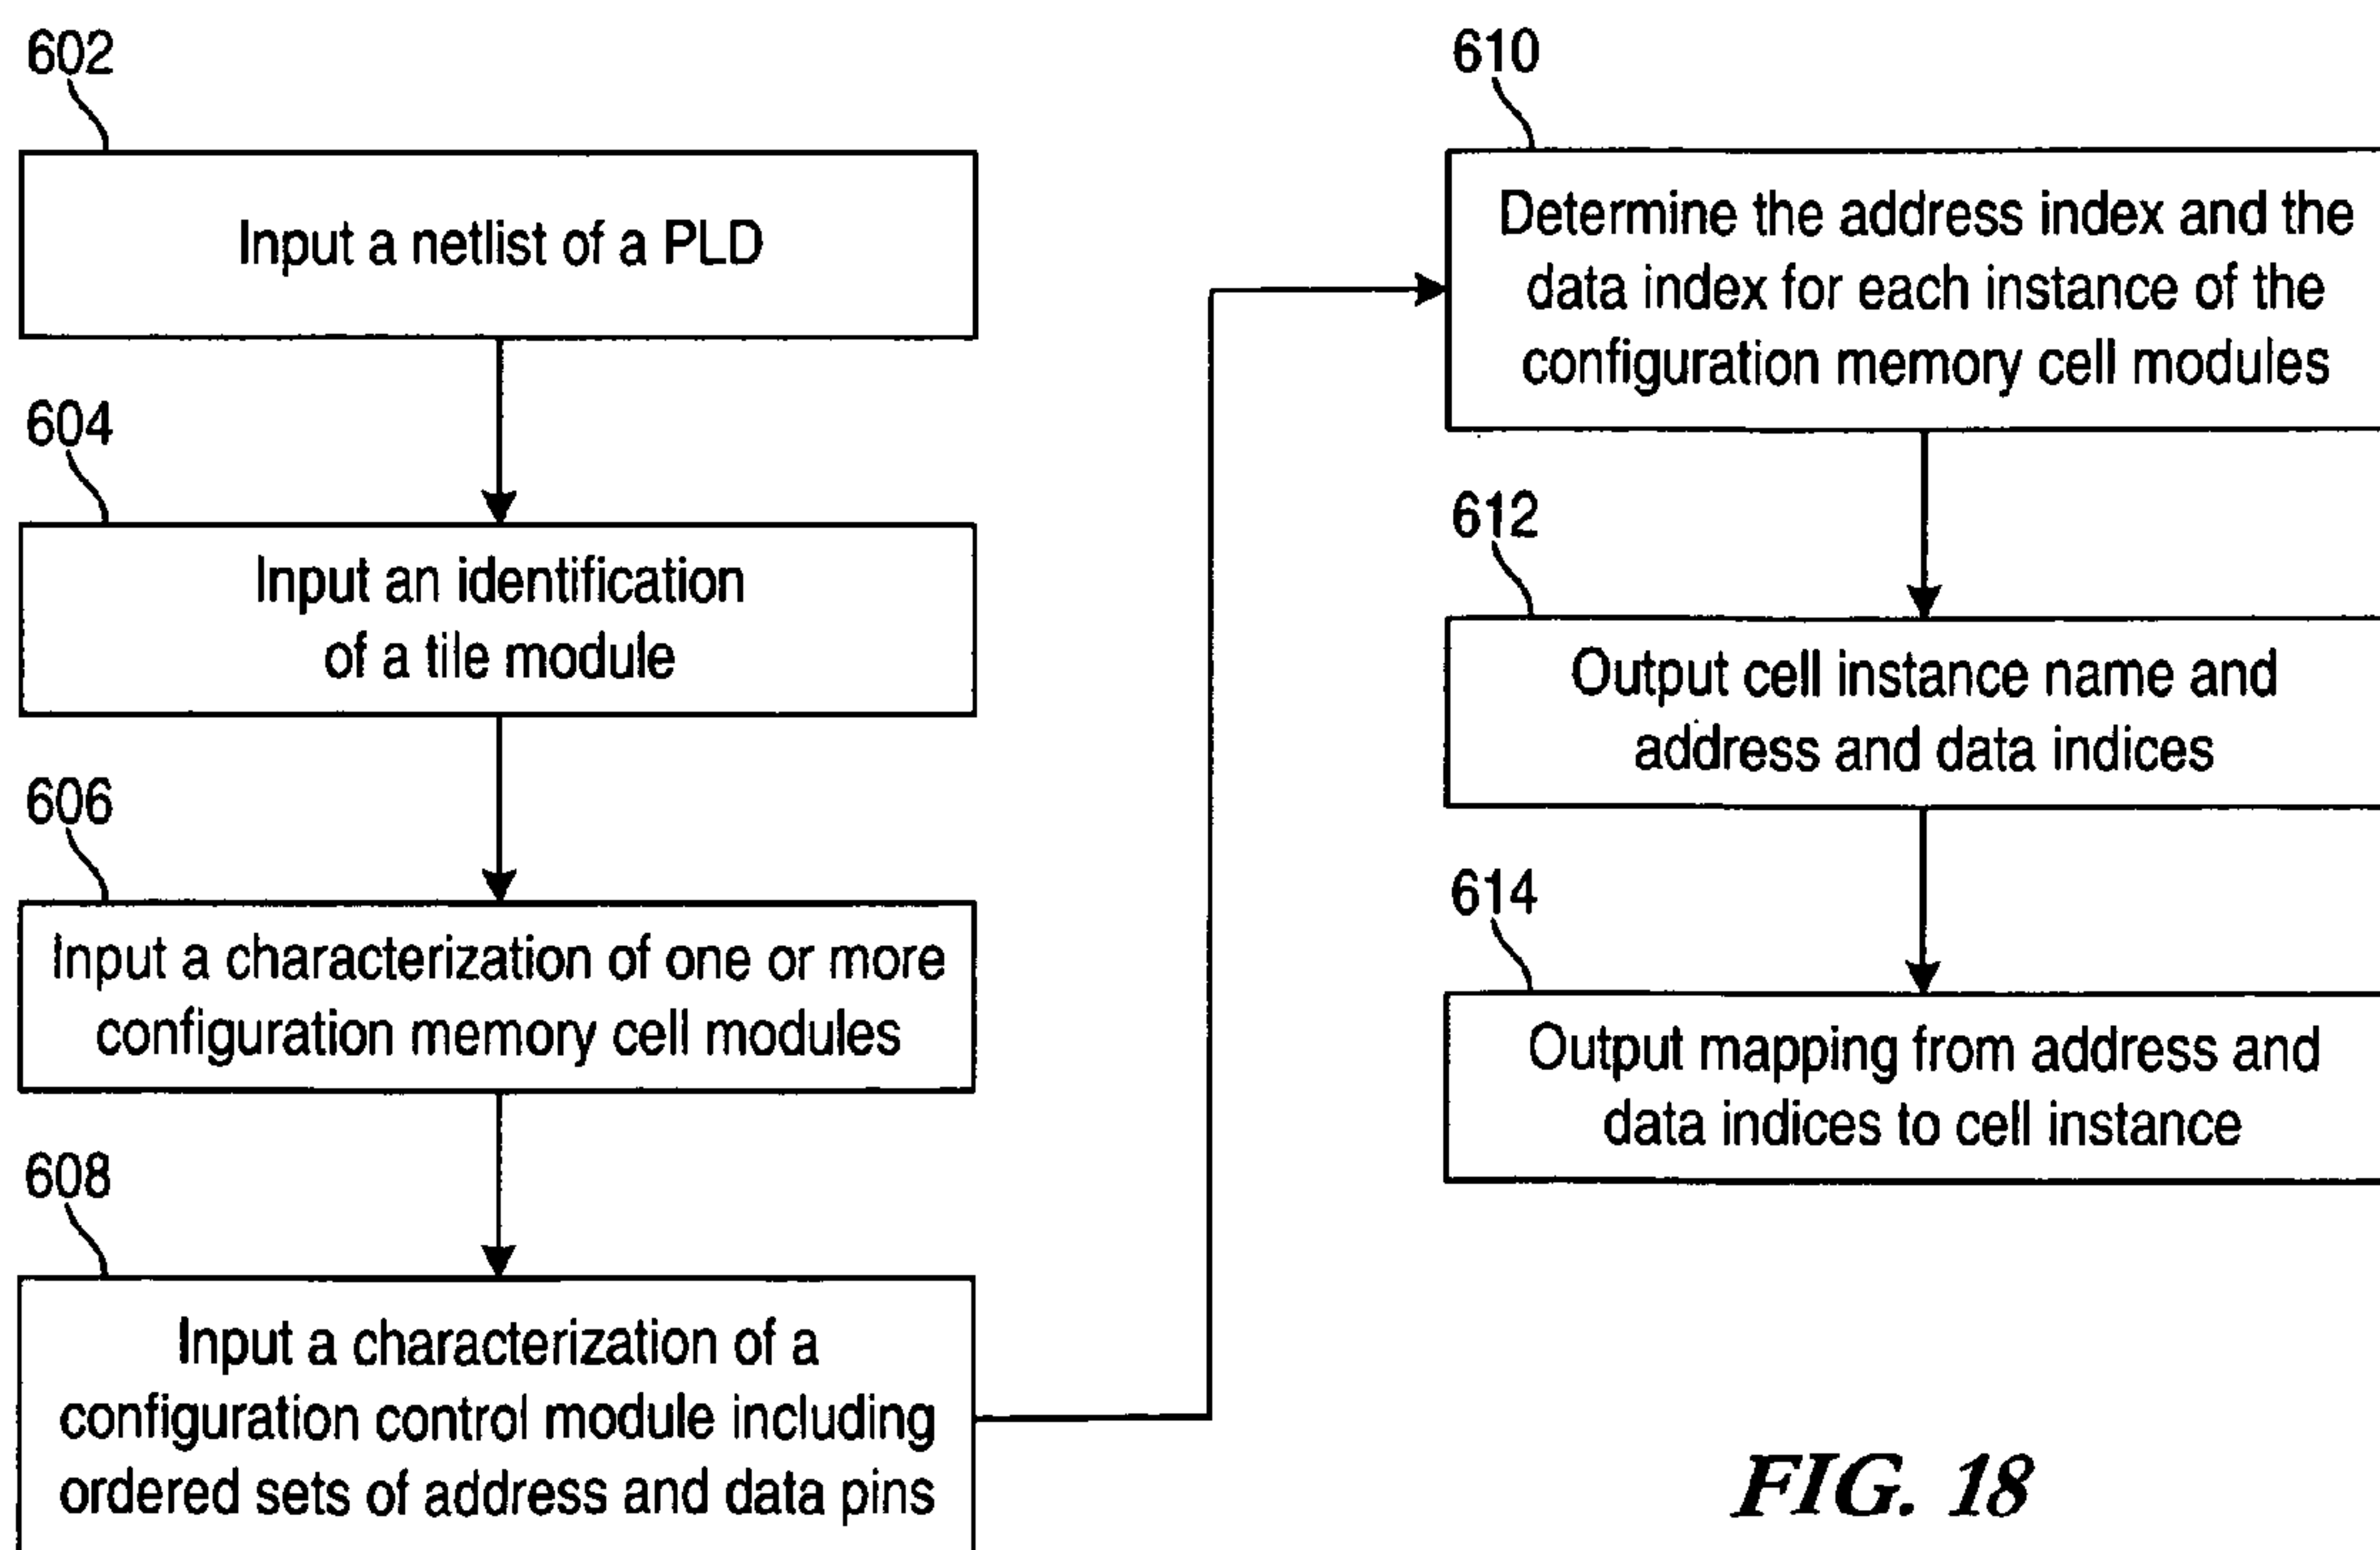 602
Input a netlist of a PLD
604
Input an identification
of a tile module
606
Input a characterization of one or more
configuration memory cell modules
608
Input a characterization of a
configuration control module including
ordered sets of address and data pins
610
Determine the address index and the
data index for each instance of the
configuration memory cell modules
612
Output cell instance name and
address and data indices
614
Output mapping from address and
data indices to cell instance
FIG. 18